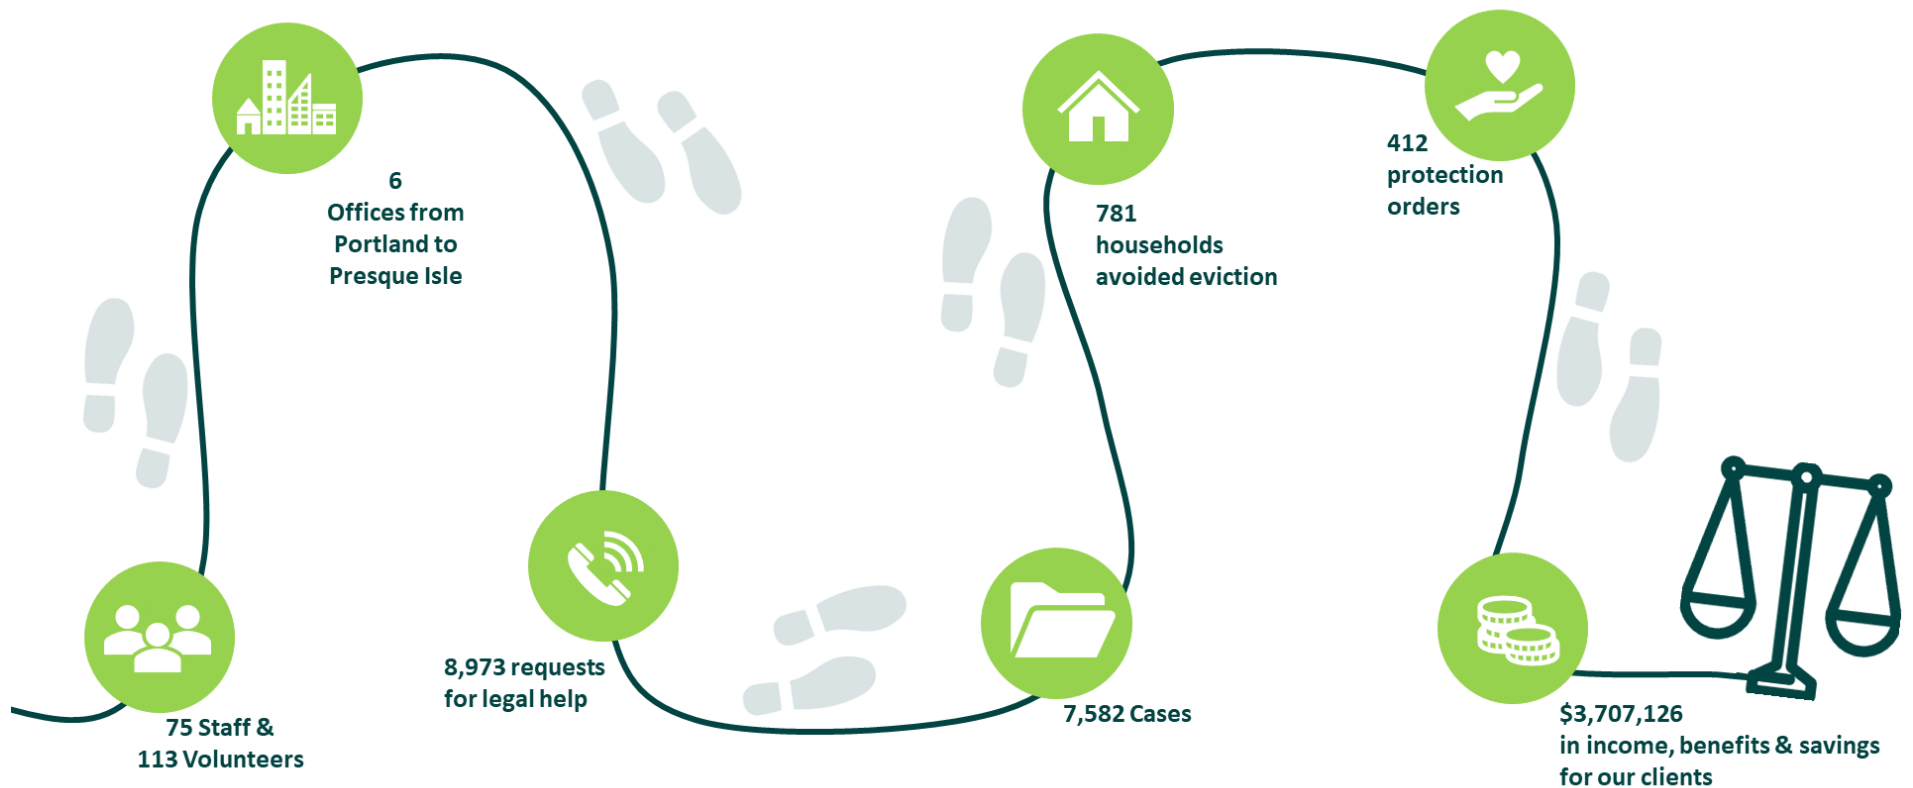 75 Staff &
113 Volunteers
6
Offices from
Portland to
Presque Isle
8,973 requests
for legal help
7,582 Cases
781
households
avoided eviction
412
protection
orders
$3,707,126
in income, benefits & savings
for our clients